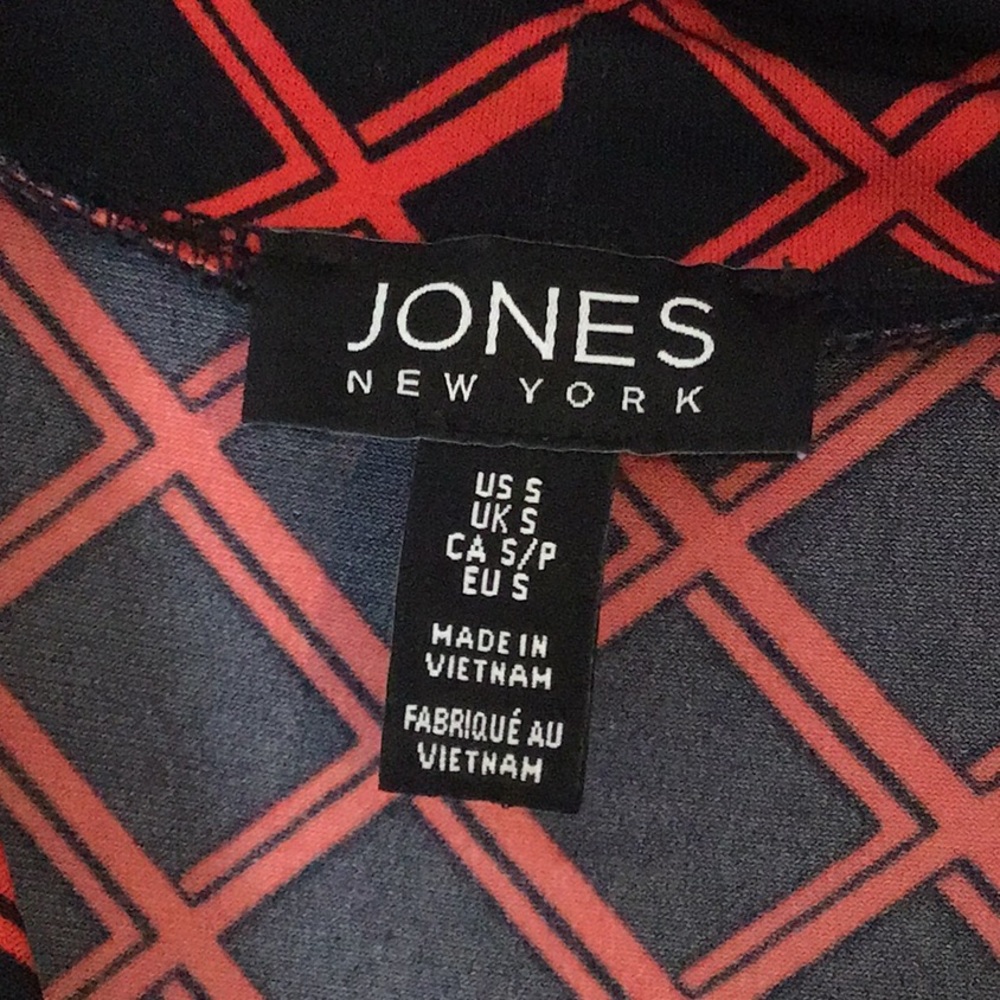 JONES
NEW YORK
US S
UK S
CA S/P
EU S
MADE IN
VIETNAM
FABRIQUÉ AU
VIETNAM